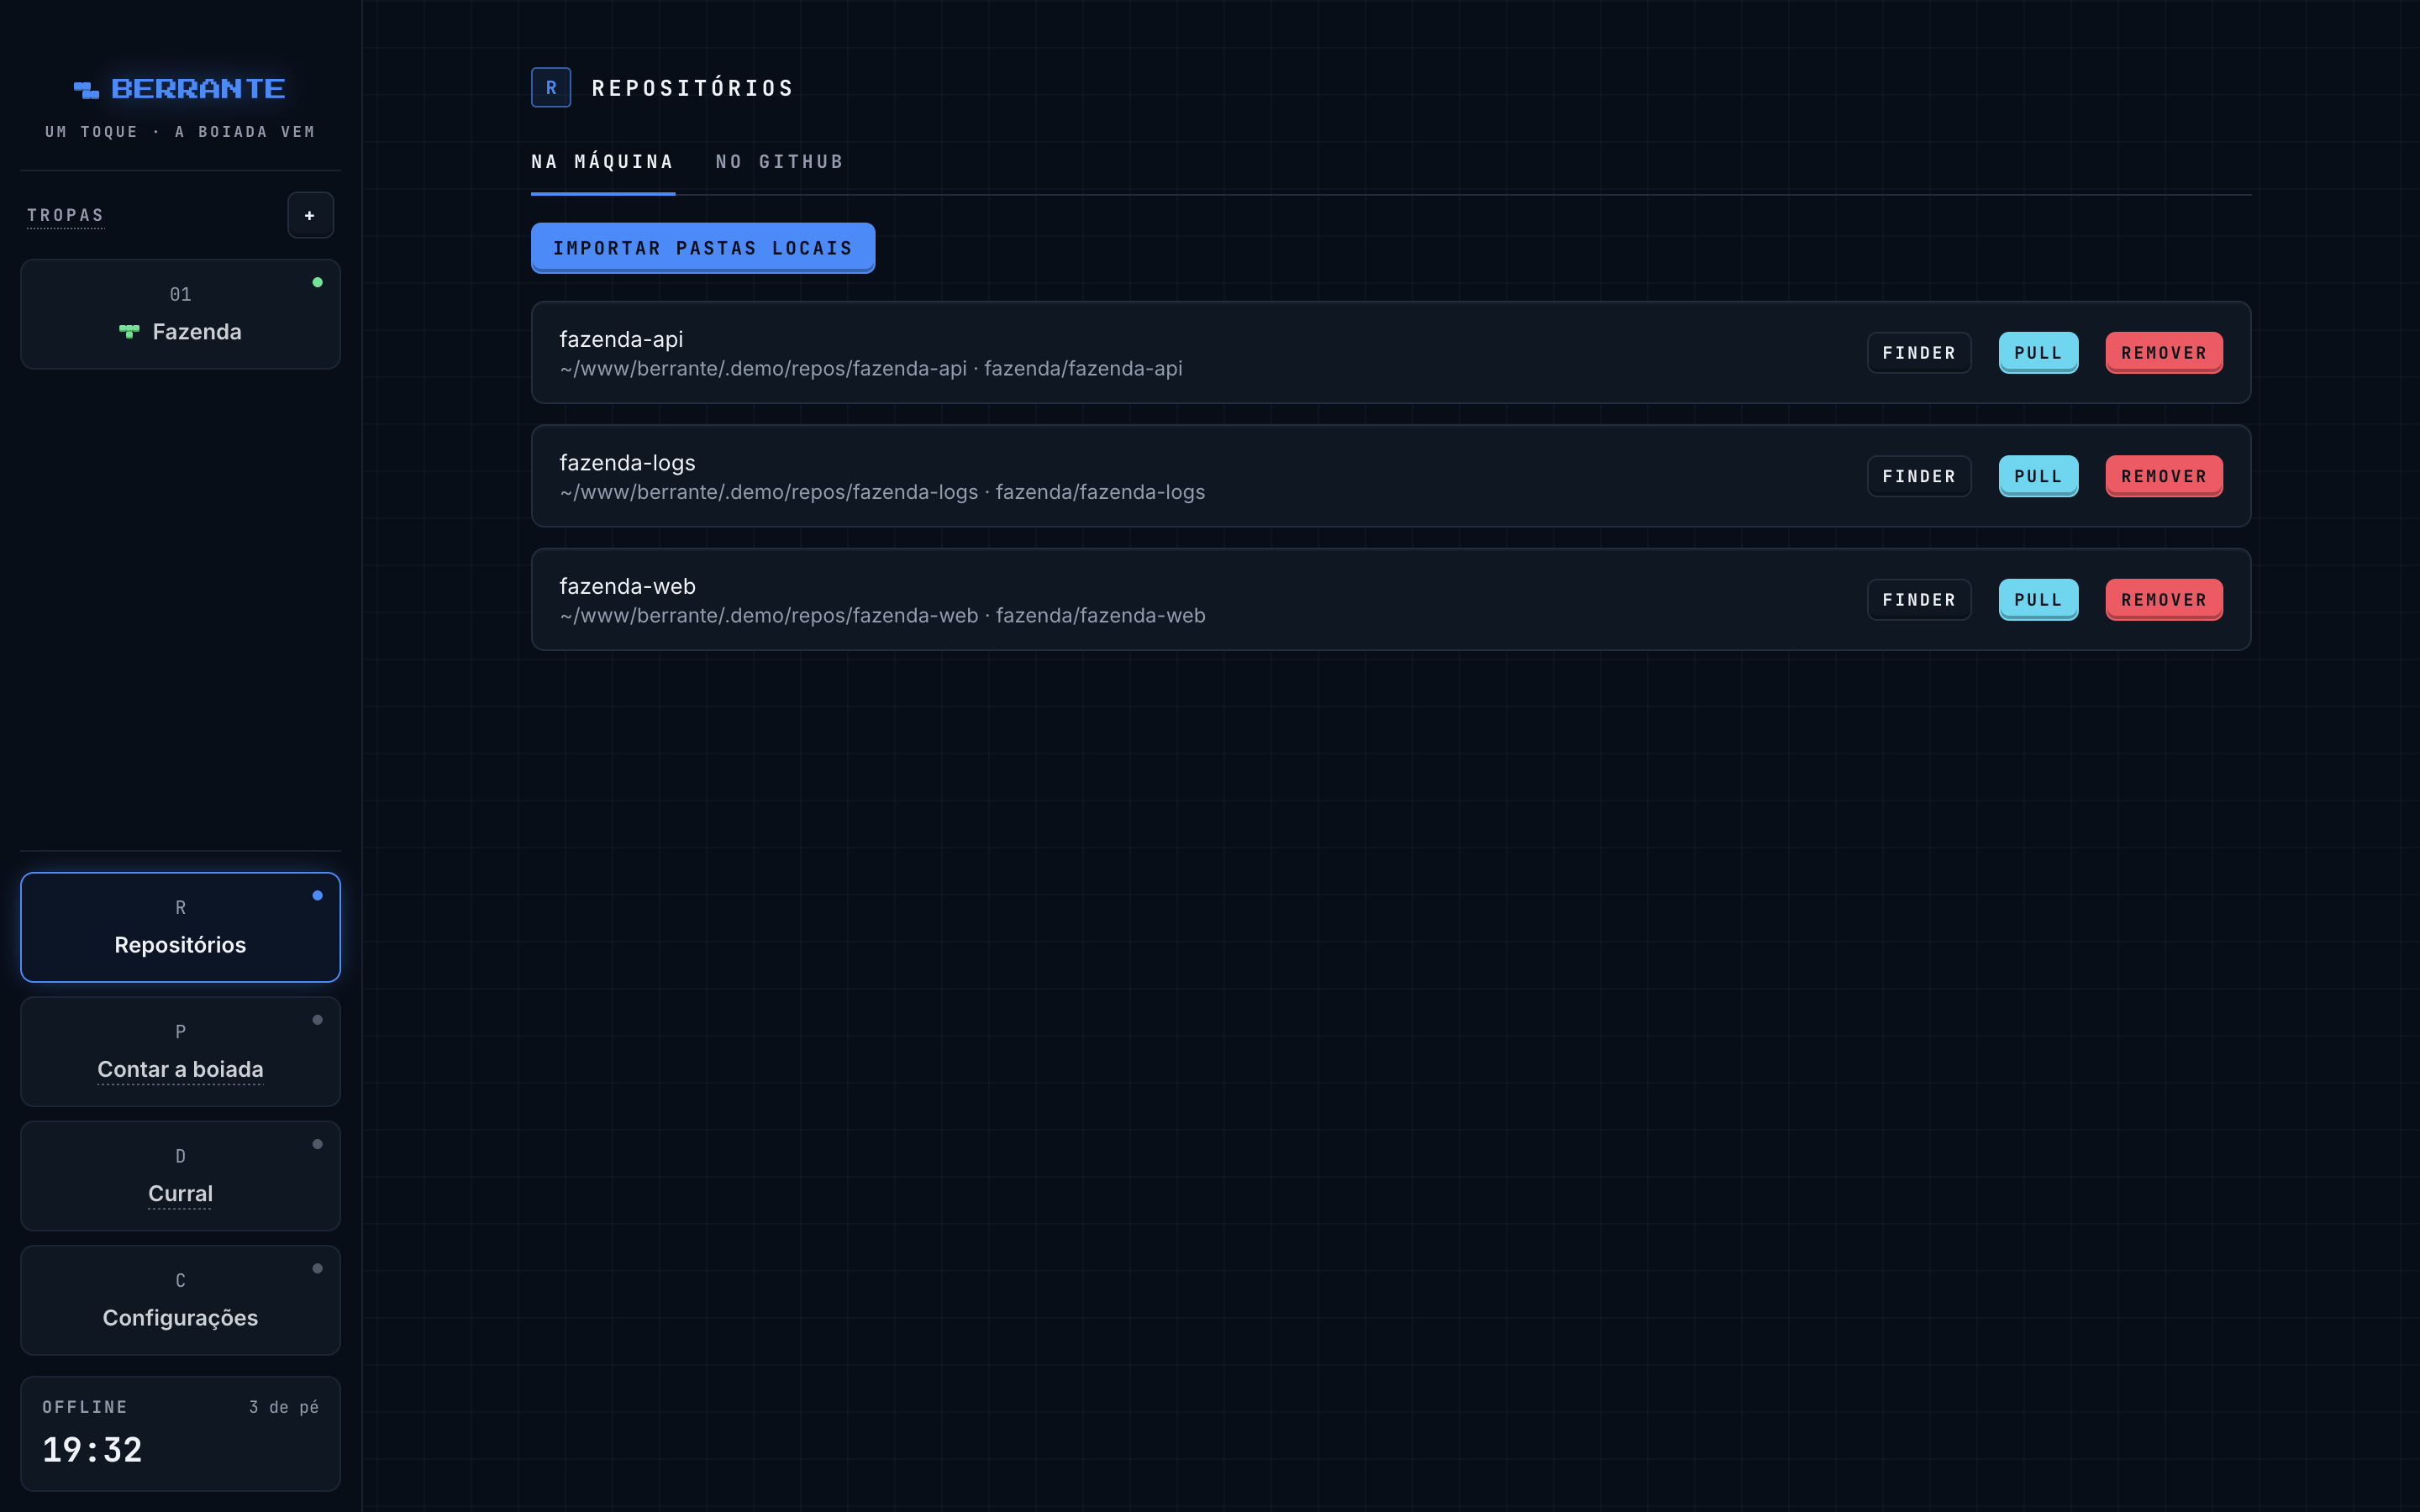 BERRANTE
UM TOQUE · A BOIADA VEM
TROPAS
+
01
Fazenda
R
Repositórios
P
Contar a boiada
D
Curral
C
Configurações
OFFLINE 3 de pé
19:32
R REPOSITÓRIOS
NA MÁQUINA NO GITHUB
IMPORTAR PASTAS LOCAIS
fazenda-api
~/www/berrante/.demo/repos/fazenda-api · fazenda/fazenda-api
FINDER PULL REMOVER
fazenda-logs
~/www/berrante/.demo/repos/fazenda-logs · fazenda/fazenda-logs
FINDER PULL REMOVER
fazenda-web
~/www/berrante/.demo/repos/fazenda-web · fazenda/fazenda-web
FINDER PULL REMOVER